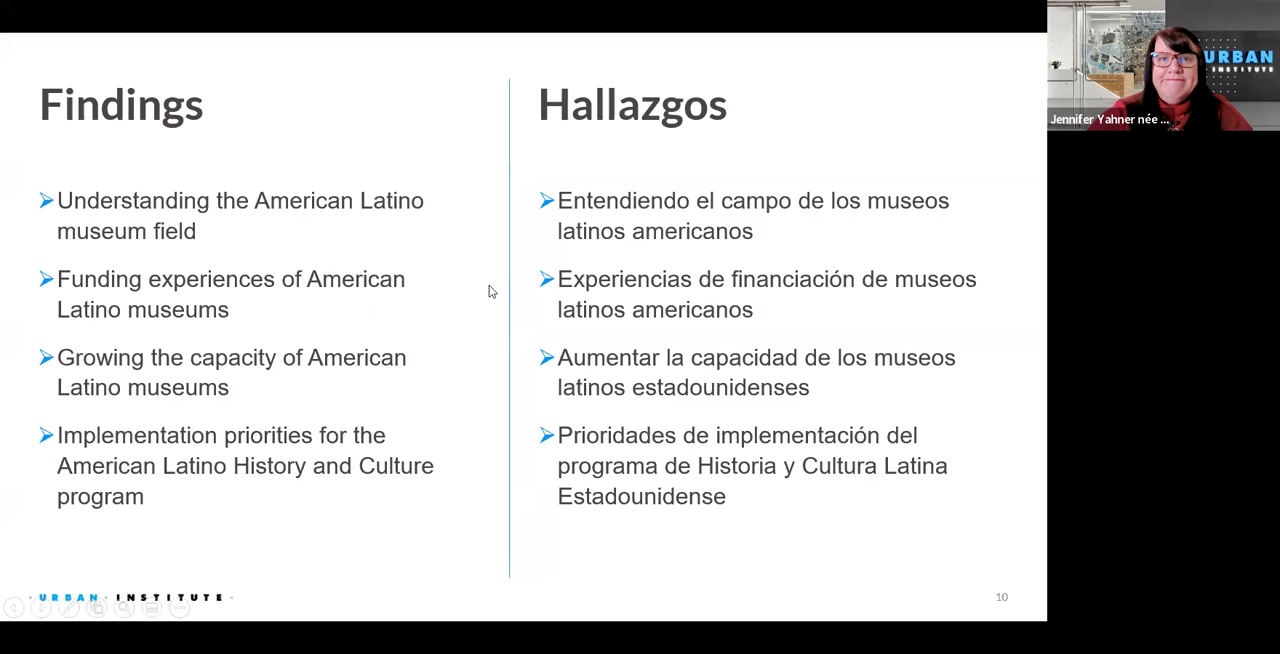 Findings
Understanding the American Latino
museum field
Funding experiences of American
Latino museums
Growing the capacity of American
Latino museums
Implementation priorities for the
American Latino History and Culture
program
Hallazgos
Entendiendo el campo de los museos
latinos americanos
Experiencias de financiación de museos
latinos americanos
Aumentar la capacidad de los museos
latinos estadounidenses
Prioridades de implementación del
programa de Historia y Cultura Latina
Estadounidense
URBAN INSTITUTE
10
URBAN
INSTITUTE
Jennifer Yahner née ...